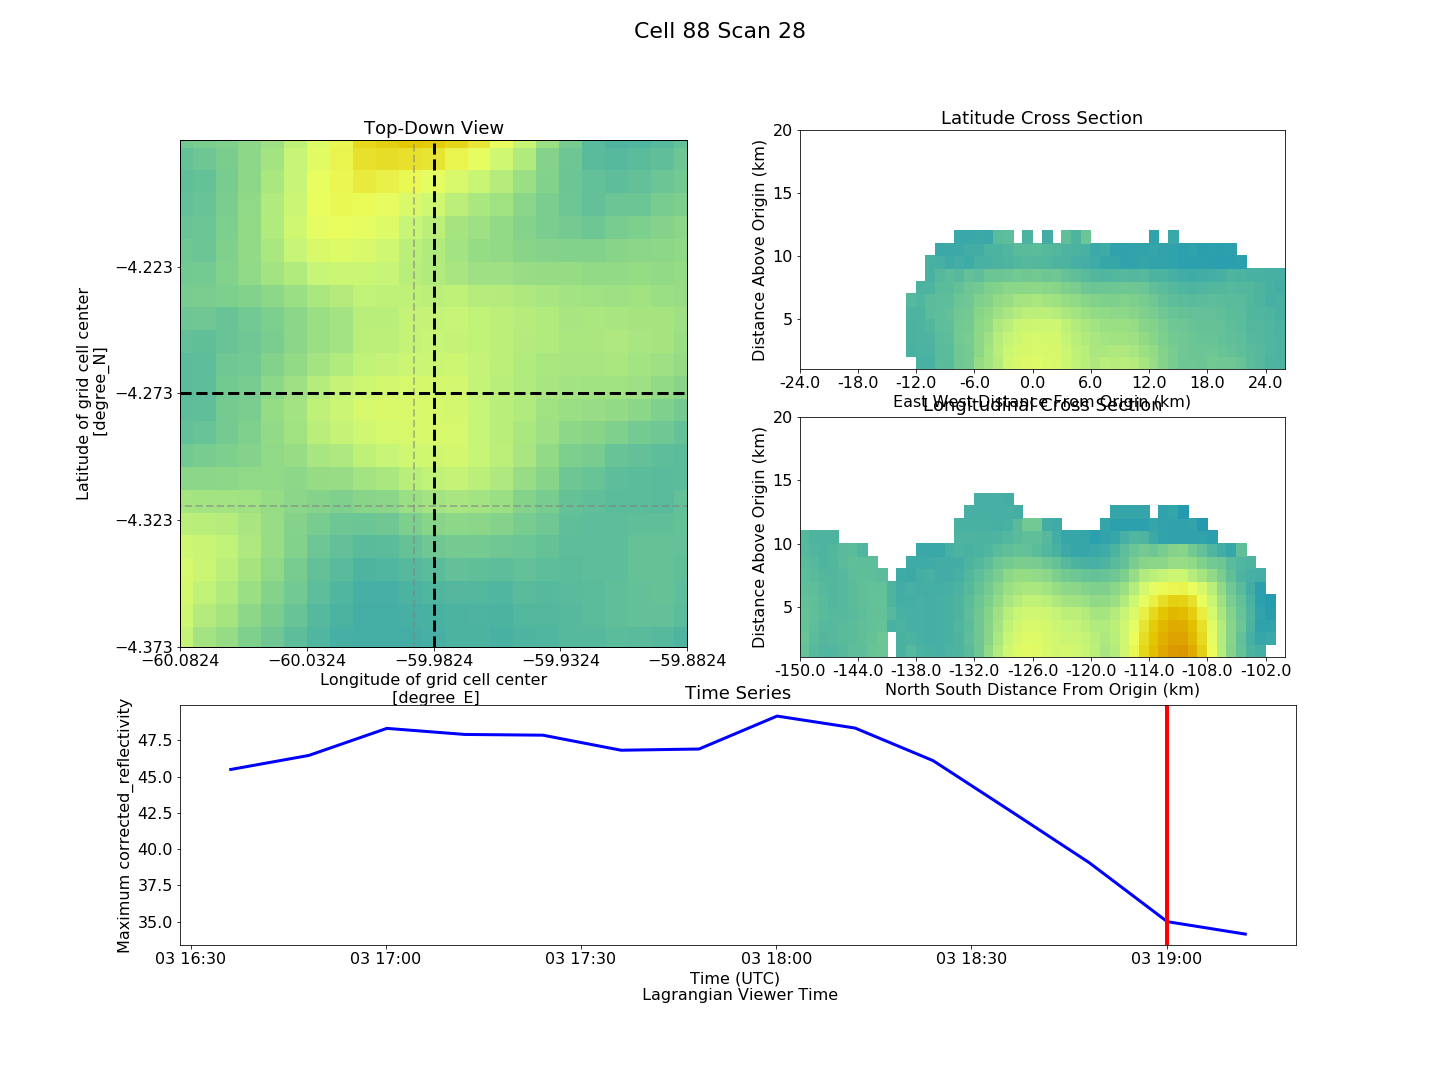 Cell 88 Scan 28
Top-Down View
Latitude of grid cell center
[degree_N]
−4.223
−4.273
−4.323
−4.373
−60.0824
−60.0324
−59.9824
−59.9324
−59.8824
Longitude of grid cell center
[degree_E]
Latitude Cross Section
Distance Above Origin (km)
20
15
10
5
-24.0
-18.0
-12.0
-6.0
0.0
6.0
12.0
18.0
24.0
East West Distance From Origin (km)
Longitudinal Cross Section
Distance Above Origin (km)
20
15
10
5
-150.0
-144.0
-138.0
-132.0
-126.0
-120.0
-114.0
-108.0
-102.0
North South Distance From Origin (km)
Time Series
Maximum corrected_reflectivity
47.5
45.0
42.5
40.0
37.5
35.0
03 16:30
03 17:00
03 17:30
03 18:00
03 18:30
03 19:00
Time (UTC)
Lagrangian Viewer Time